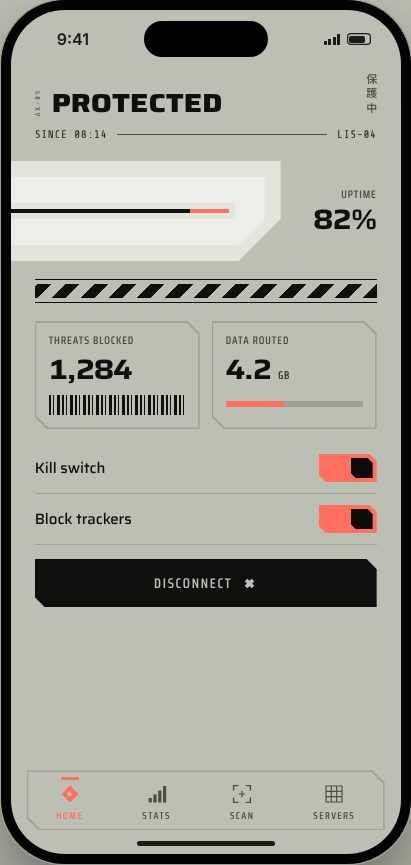 9:41
AX-09
PROTECTED
保護中
SINCE 08:14
LIS-04
UPTIME
82%
THREATS BLOCKED
1,284
DATA ROUTED
4.2 GB
Kill switch
Block trackers
DISCONNECT
HOME
STATS
SCAN
SERVERS